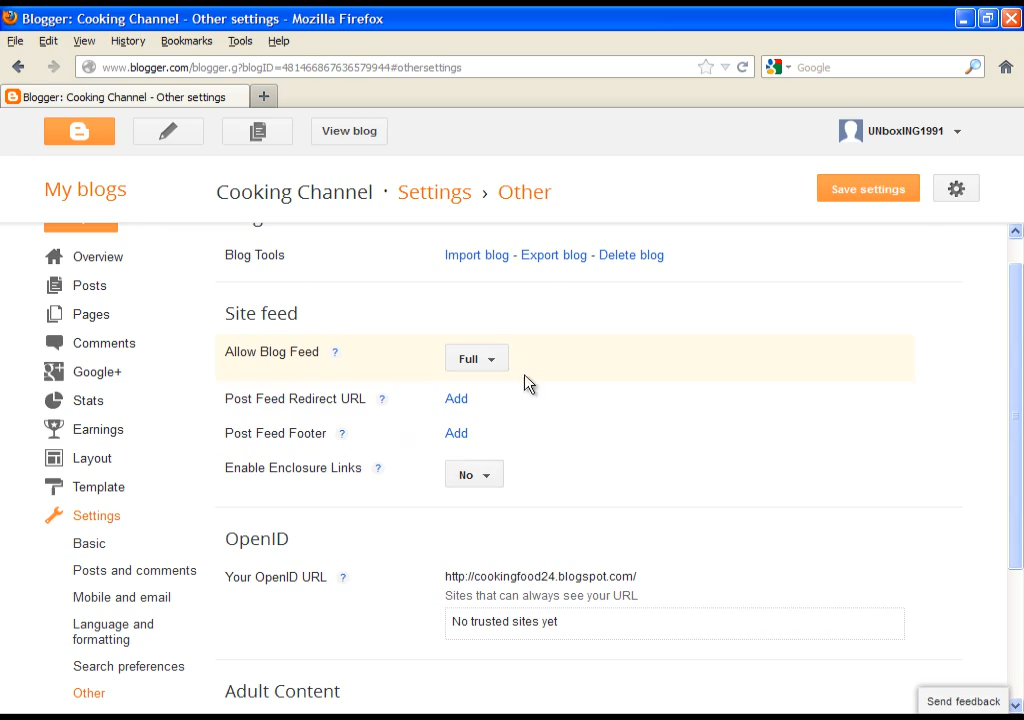 Blogger: Cooking Channel - Other settings - Mozilla Firefox
File Edit View History Bookmarks Tools Help
www.blogger.com/blogger.g?blogID=481466867636579944#othersettings
Google
Blogger: Cooking Channel - Other settings
View blog
UNboxING1991
My blogs
Cooking Channel · Settings › Other
Save settings
Overview
Posts
Pages
Comments
Google+
Stats
Earnings
Layout
Template
Settings
Basic
Posts and comments
Mobile and email
Language and
formatting
Search preferences
Other
Blog Tools Import blog - Export blog - Delete blog
Site feed
Allow Blog Feed ? Full
Post Feed Redirect URL ? Add
Post Feed Footer ? Add
Enable Enclosure Links ? No
OpenID
Your OpenID URL ? http://cookingfood24.blogspot.com/
Sites that can always see your URL
No trusted sites yet
Adult Content
Send feedback